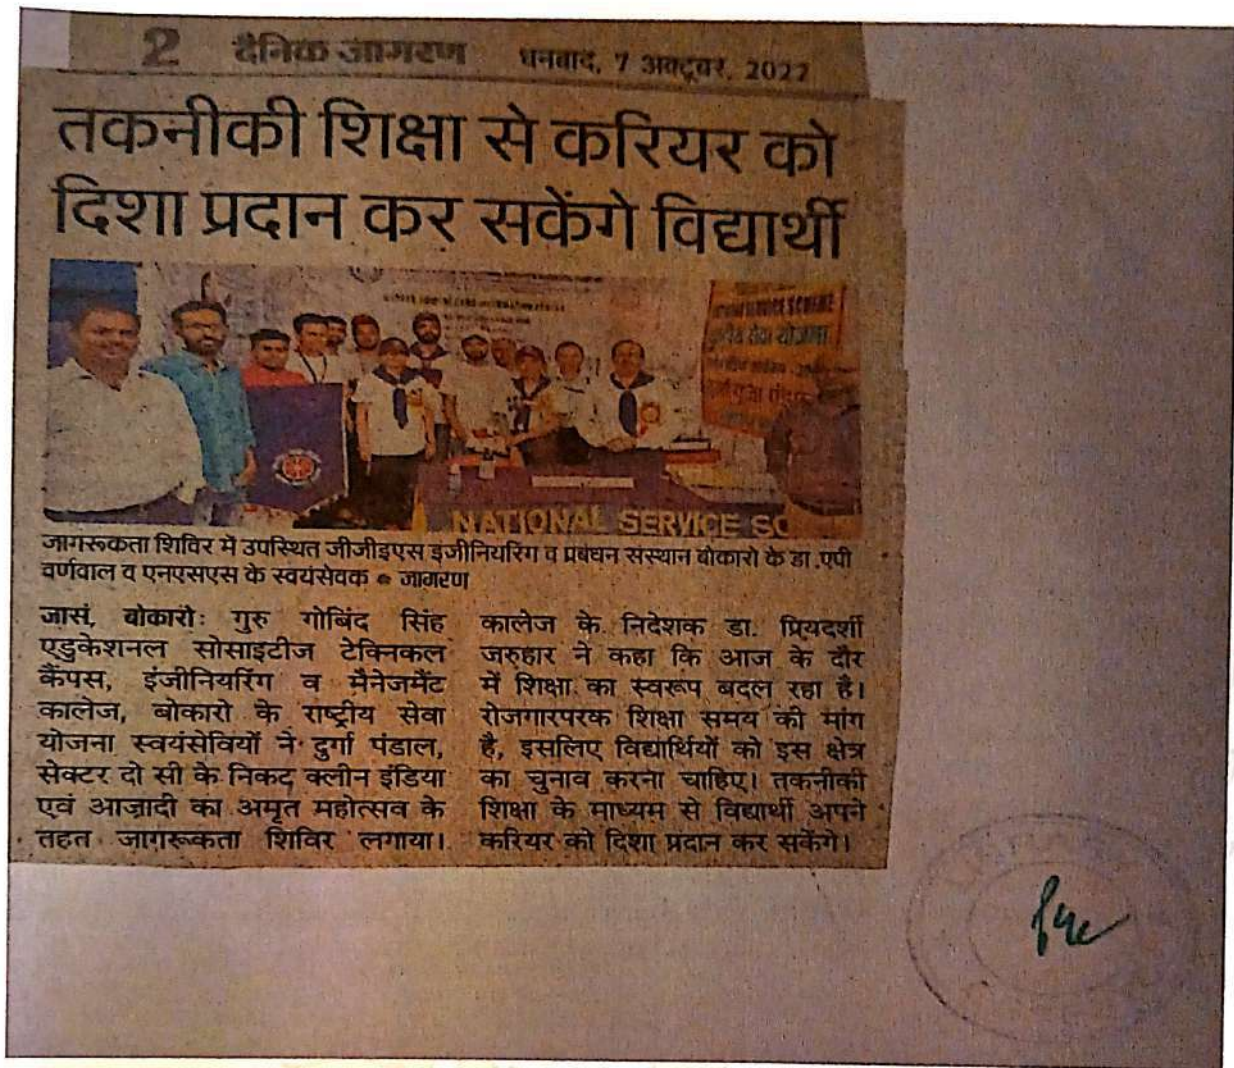 2 दैनिक जागरण धनबाद, 7 अक्टूबर, 2022
तकनीकी शिक्षा से करियर को
दिशा प्रदान कर सकेंगे विद्यार्थी
NATIONAL SERVICE SC
जागरूकता शिविर में उपस्थित जीजीइएस इंजीनियरिंग व प्रबंधन संस्थान बोकारो के डा .एपी
वर्णवाल व एनएसएस के स्वयंसेवक ● जागरण
जासं, बोकारोः गुरु गोबिंद सिंह
एडुकेशनल सोसाइटीज टेक्निकल
कैंपस, इंजीनियरिंग व मैनेजमैंट
कालेज, बोकारो के राष्ट्रीय सेवा
योजना स्वयंसेवियों ने दुर्गा पंडाल,
सेक्टर दो सी के निकट क्लीन इंडिया
एवं आज़ादी का अमृत महोत्सव के
तहत जागरूकता शिविर लगाया।
कालेज के निदेशक डा. प्रियदर्शी
जरुहार ने कहा कि आज के दौर
में शिक्षा का स्वरूप बदल रहा है।
रोजगारपरक शिक्षा समय की मांग
है, इसलिए विद्यार्थियों को इस क्षेत्र
का चुनाव करना चाहिए। तकनीकी
शिक्षा के माध्यम से विद्यार्थी अपने
करियर को दिशा प्रदान कर सकेंगे।